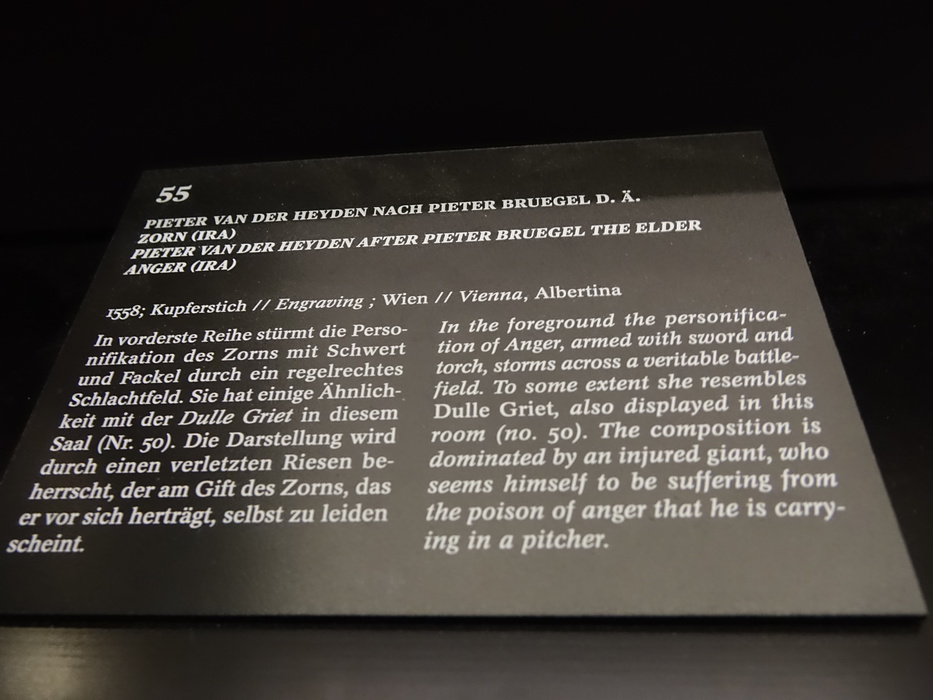 55
PIETER VAN DER HEYDEN NACH PIETER BRUEGEL D. Ä.
ZORN (IRA)
PIETER VAN DER HEYDEN AFTER PIETER BRUEGEL THE ELDER
ANGER (IRA)
1558; Kupferstich // Engraving ; Wien // Vienna, Albertina
In vorderste Reihe stürmt die Perso-
nifikation des Zorns mit Schwert
und Fackel durch ein regelrechtes
Schlachtfeld. Sie hat einige Ähnlich-
keit mit der Dulle Griet in diesem
Saal (Nr. 50). Die Darstellung wird
durch einen verletzten Riesen be-
herrscht, der am Gift des Zorns, das
er vor sich herträgt, selbst zu leiden
scheint.
In the foreground the personifica-
tion of Anger, armed with sword and
torch, storms across a veritable battle-
field. To some extent she resembles
Dulle Griet, also displayed in this
room (no. 50). The composition is
dominated by an injured giant, who
seems himself to be suffering from
the poison of anger that he is carry-
ing in a pitcher.